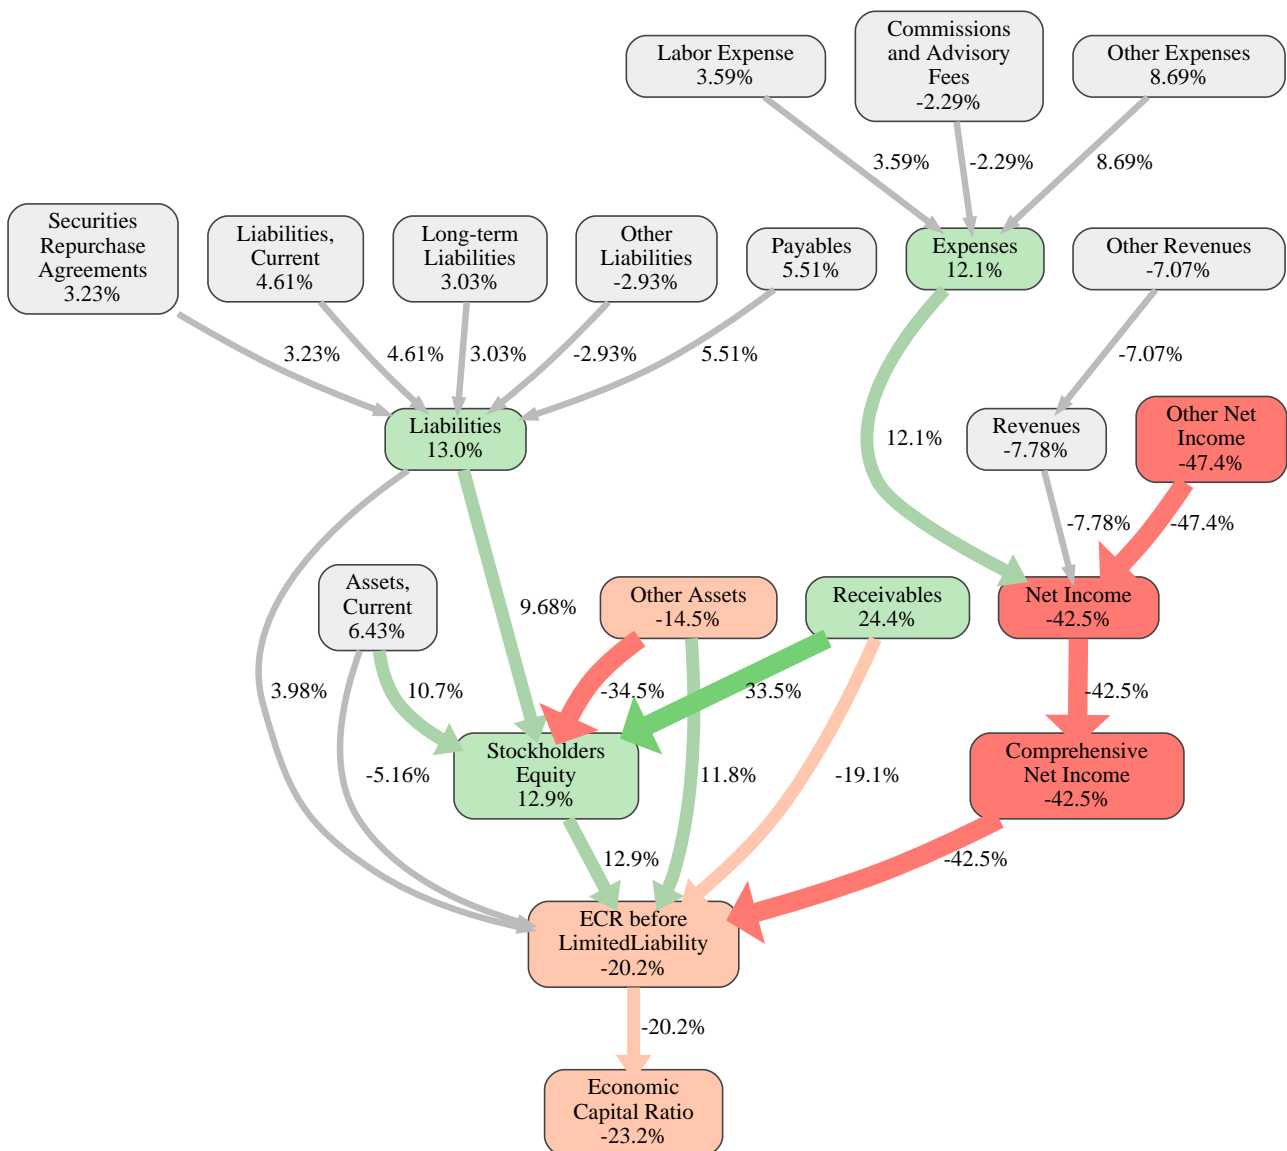 Labor Expense
3.59%
Commissions
and Advisory
Fees
-2.29%
Other Expenses
8.69%
3.59%
-2.29%
8.69%
Securities
Repurchase
Agreements
3.23%
Liabilities,
Current
4.61%
Long-term
Liabilities
3.03%
Other
Liabilities
-2.93%
Payables
5.51%
Expenses
12.1%
Other Revenues
-7.07%
3.23%
4.61%
3.03%
-2.93%
5.51%
-7.07%
Liabilities
13.0%
12.1%
Revenues
-7.78%
Other Net
Income
-47.4%
-7.78%
-47.4%
Assets,
Current
6.43%
9.68%
Other Assets
-14.5%
Receivables
24.4%
Net Income
-42.5%
3.98%
10.7%
-34.5%
33.5%
-42.5%
-5.16%
Stockholders
Equity
12.9%
11.8%
-19.1%
Comprehensive
Net Income
-42.5%
12.9%
-42.5%
ECR before
LimitedLiability
-20.2%
-20.2%
Economic
Capital Ratio
-23.2%